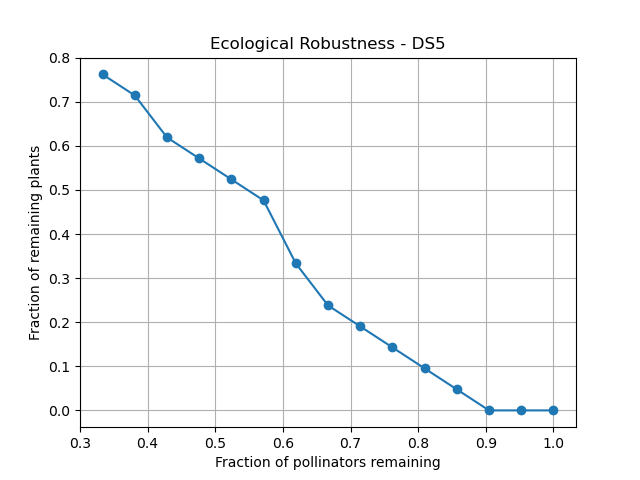 Ecological Robustness - DS5
0.8
0.7
0.6
0.5
0.4
0.3
0.2
0.1
0.0
Fraction of remaining plants
0.3 0.4 0.5 0.6 0.7 0.8 0.9 1.0
Fraction of pollinators remaining